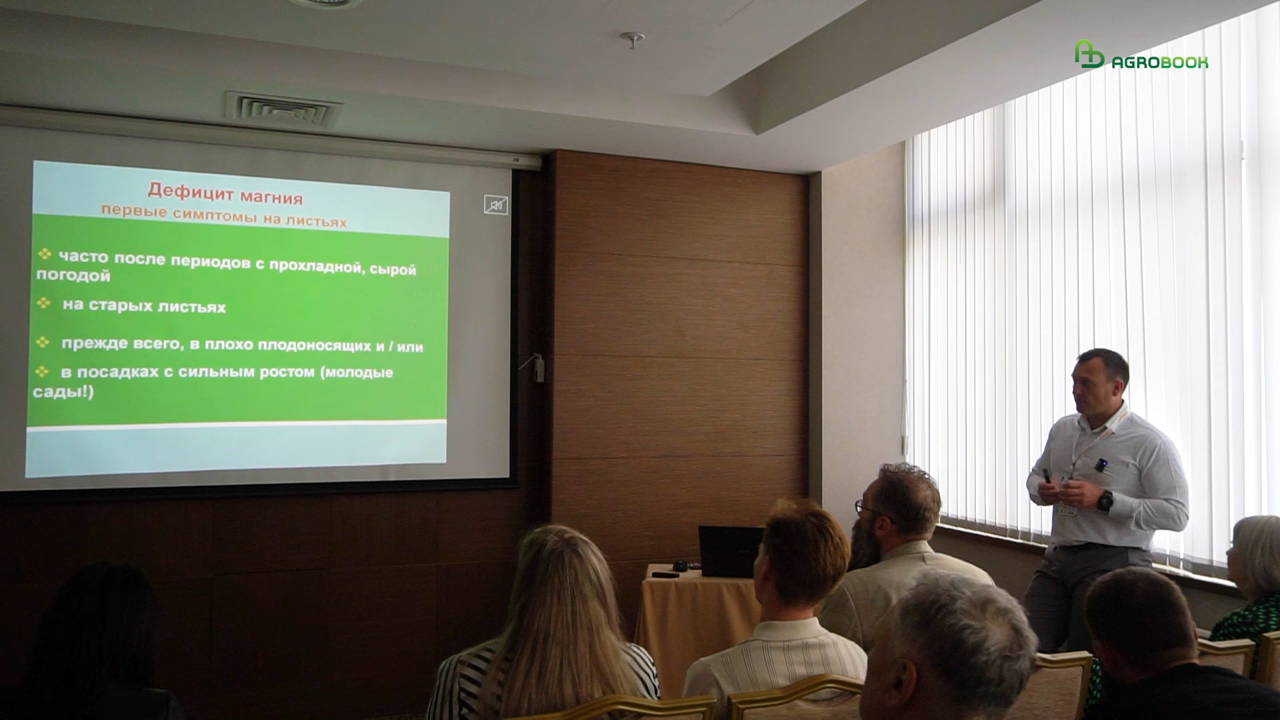 AGROBOOK
Дефицит магния
первые симптомы на листьях
часто после периодов с прохладной, сырой
погодой
на старых листьях
прежде всего, в плохо плодоносящих и / или
в посадках с сильным ростом (молодые
сады!)